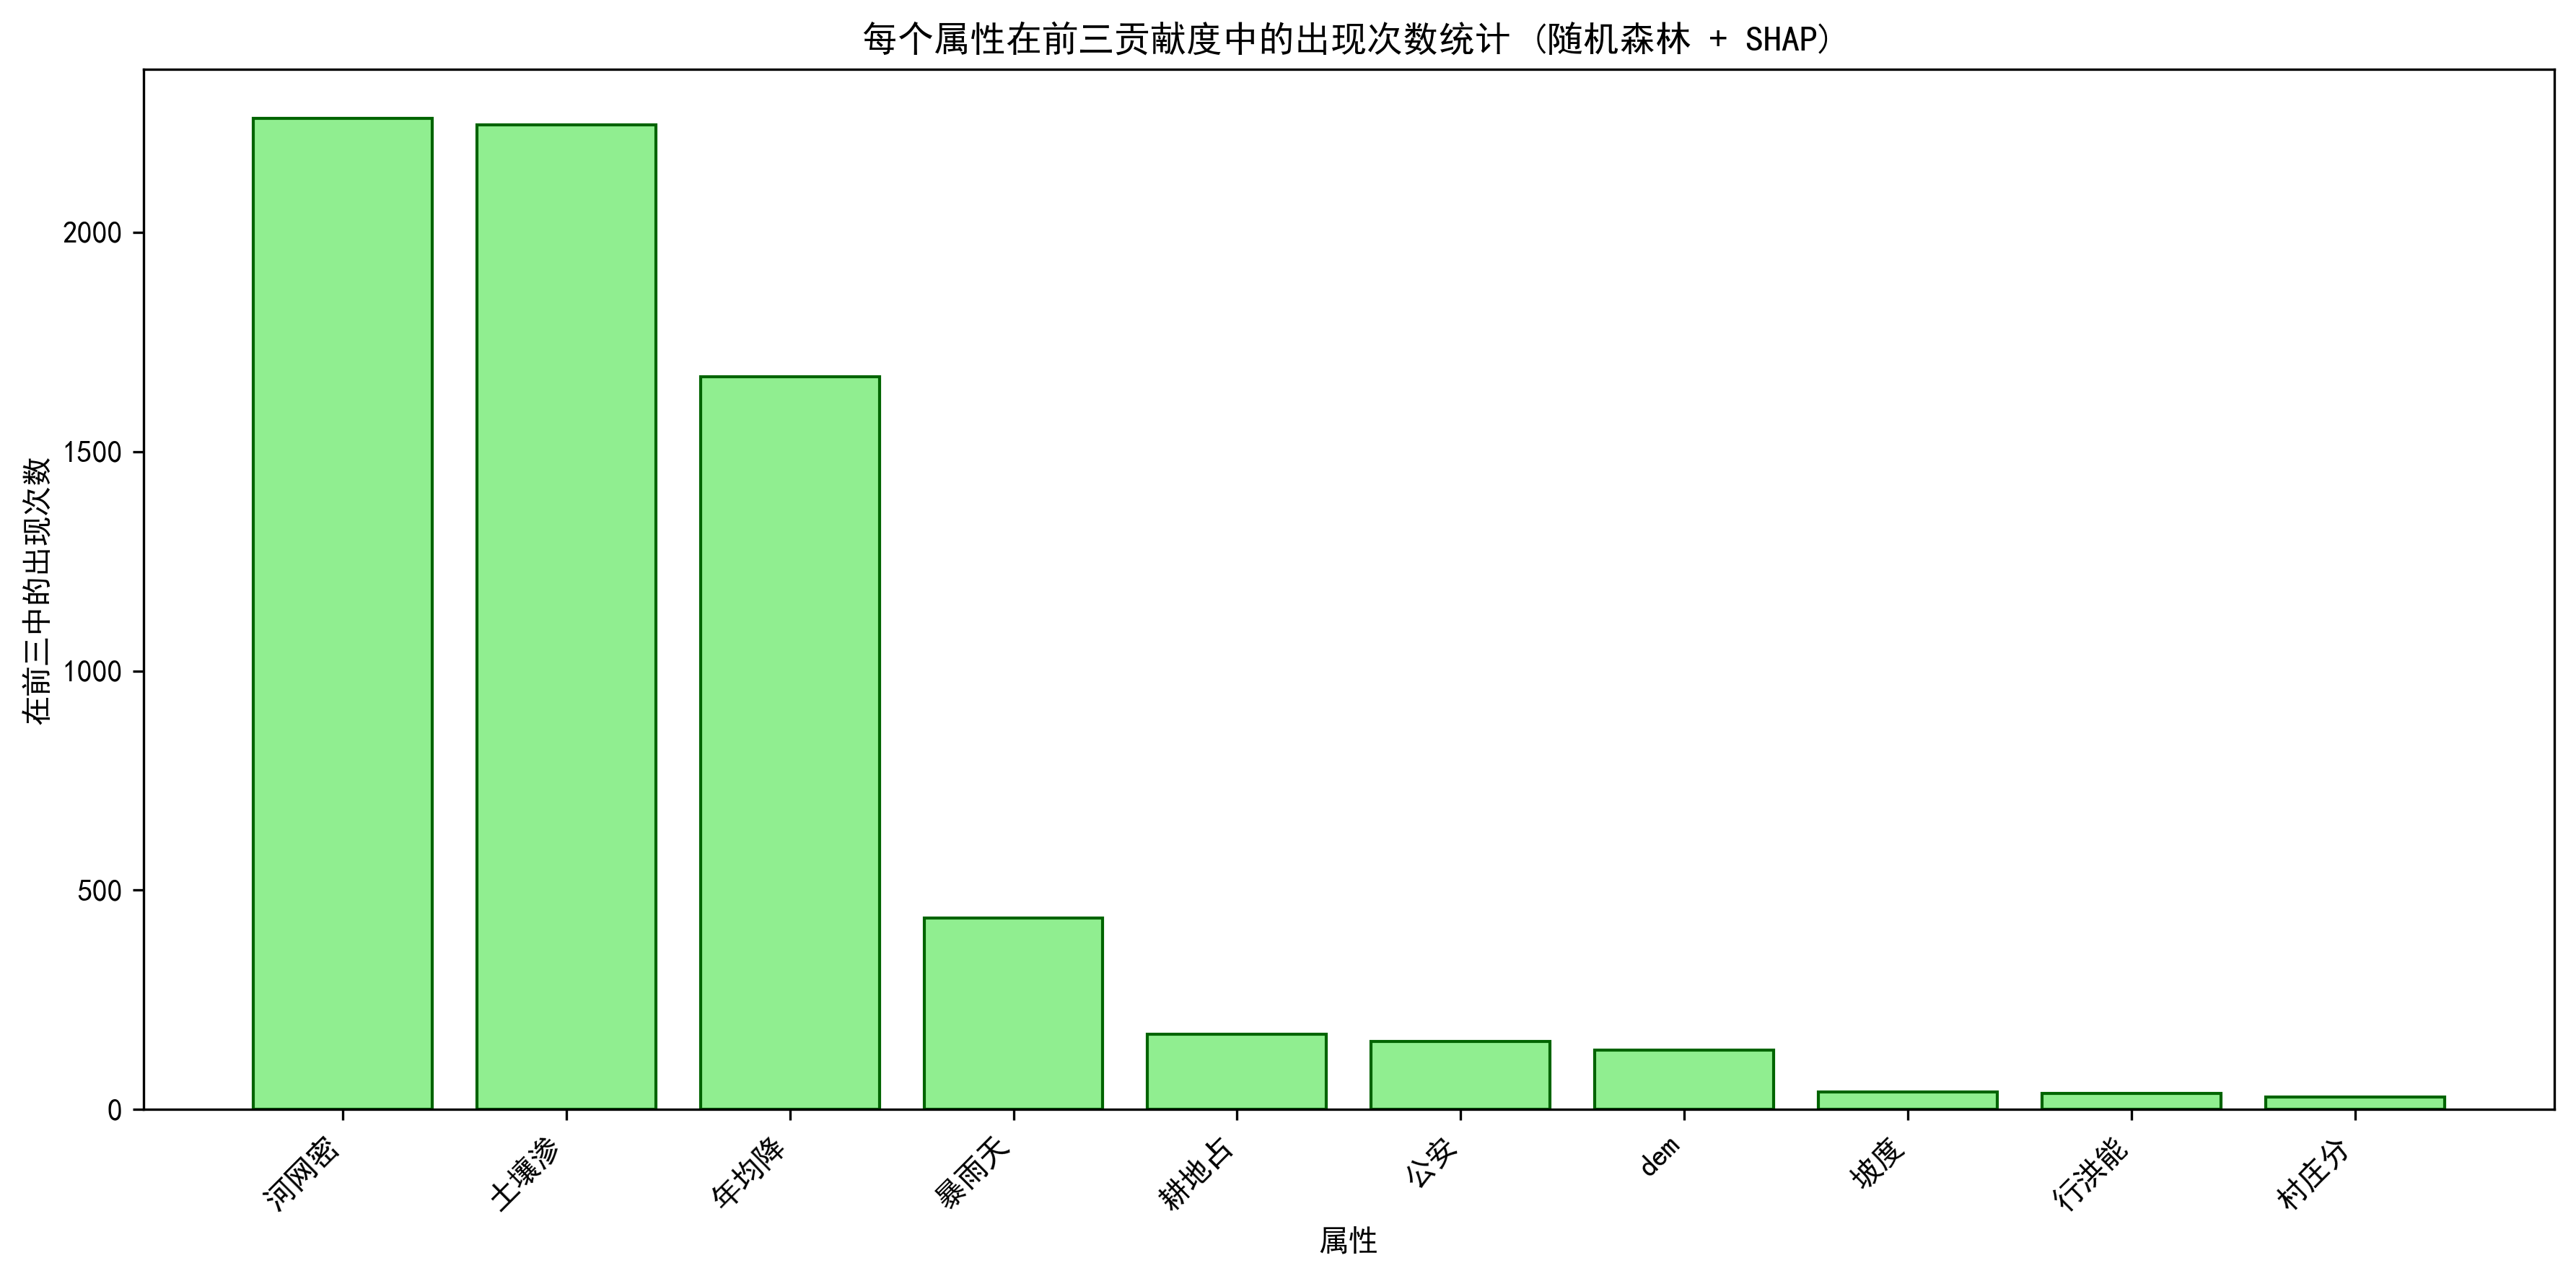 每个属性在前三贡献度中的出现次数统计 (随机森林 + SHAP)
在前三中的出现次数
2000
1500
1000
500
0
河网密
土壤渗
年均降
暴雨天
耕地占
公安
dem
坡度
行洪能
村庄分
属性